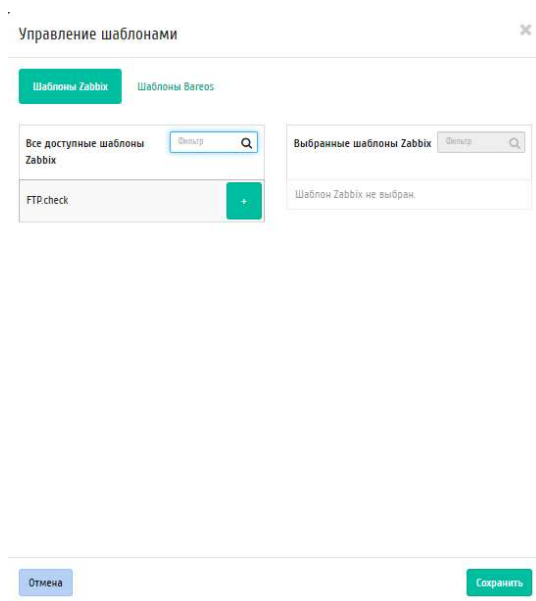 Управление шаблонами
Шаблоны Zabbix
Шаблоны Bareos
Все доступные шаблоны
Zabbix
Фильтр
Выбранные шаблоны Zabbix
Фильтр
FTP.check
+
Шаблон Zabbix не выбран.
Отмена
Сохранить